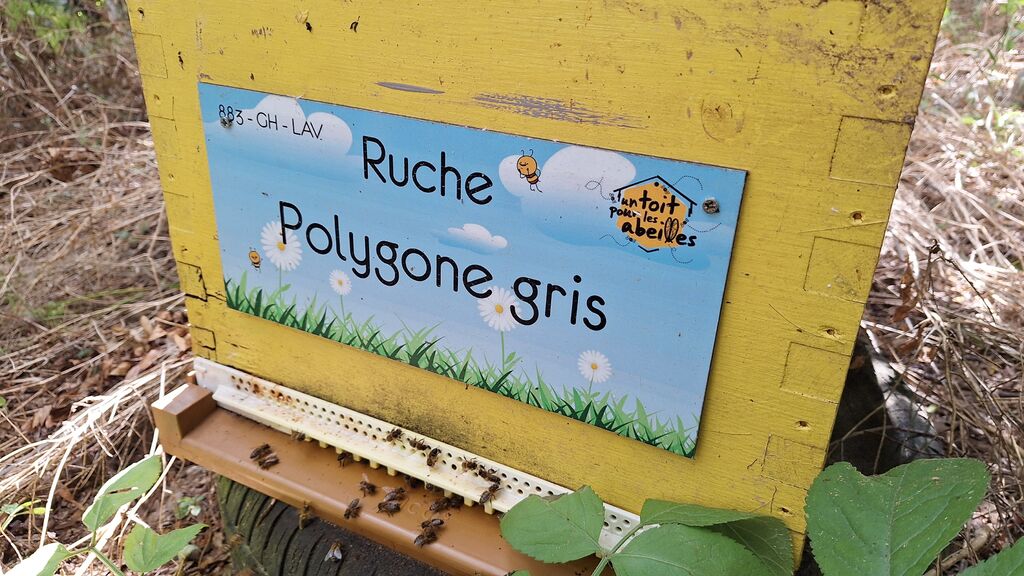 883 - GH - LAV
Ruche
Polygone gris
un toit
pour les
abeilles